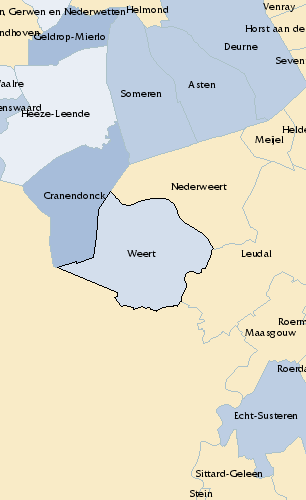 n, Gerwen en Nederwetten
Helmond
Venray
ndhoven
Geldrop-Mierlo
Horst aan de
Deurne
Seven
Vaalre
Asten
Someren
enswaard
Heeze-Leende
Helde
Meijel
Cranendonck
Nederweert
Weert
Leudal
Roerm
Maasgouw
Roerda
Echt-Susteren
Sittard-Geleen
Stein